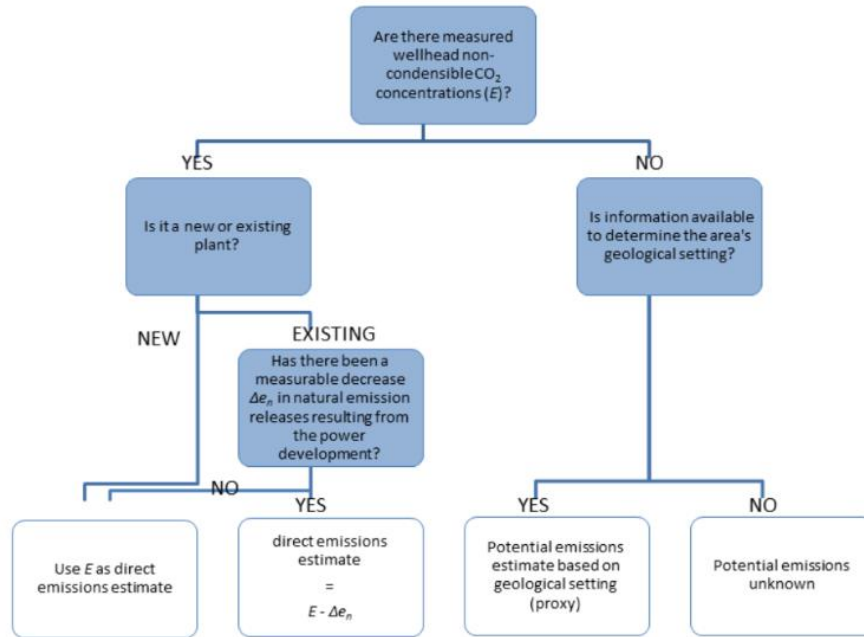 Are there measured
wellhead non-
condensible CO₂
concentrations (E)?
YES
NO
Is it a new or existing
plant?
Is information available
to determine the area's
geological setting?
NEW
EXISTING
Has there been a
measurable decrease
Δeₙ in natural emission
releases resulting from
the power
development?
NO
YES
YES
NO
Use E as direct
emissions estimate
direct emissions
estimate
=
E - Δeₙ
Potential emissions
estimate based on
geological setting
(proxy)
Potential emissions
unknown